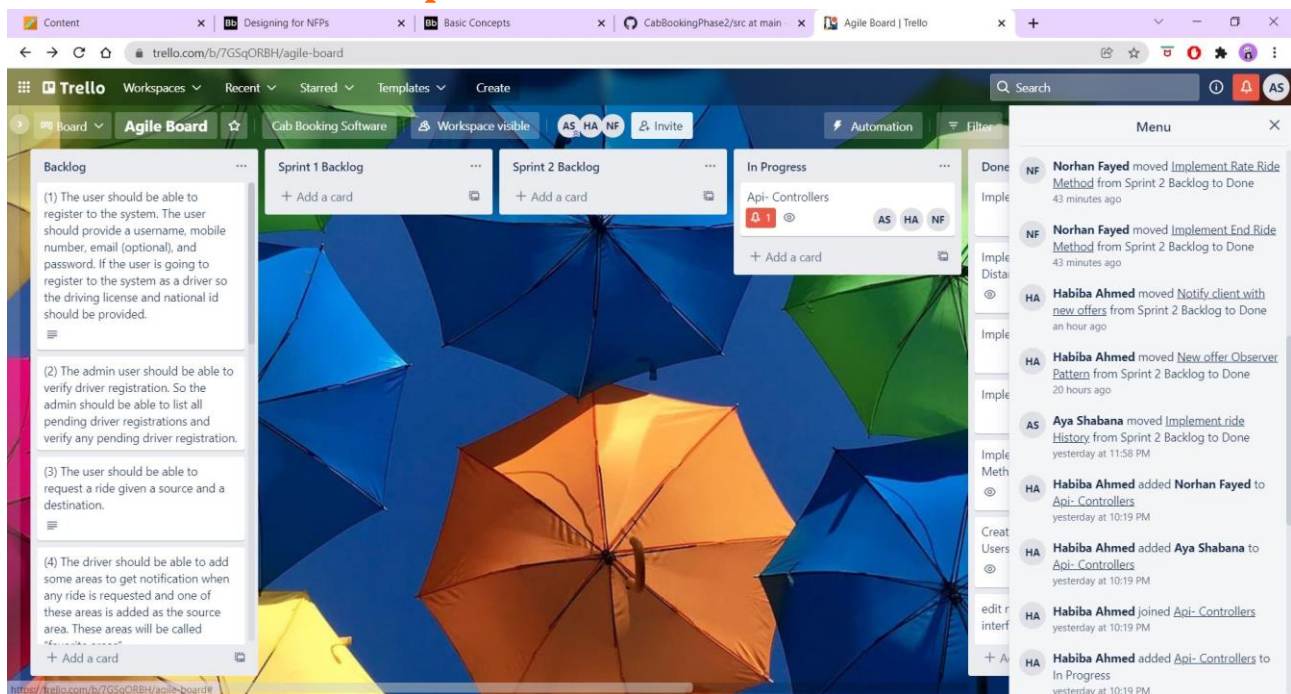 Content
Designing for NFPs
Basic Concepts
CabBookingPhase2/src at main
Agile Board | Trello
trello.com/b/7GSqORBH/agile-board
Trello Workspaces Recent Starred Templates Create
Search
AS
Board Agile Board Cab Booking Software Workspace visible AS HA NF Invite Automation Filter
Backlog
(1) The user should be able to
register to the system. The user
should provide a username, mobile
number, email (optional), and
password. If the user is going to
register to the system as a driver so
the driving license and national id
should be provided.
(2) The admin user should be able to
verify driver registration. So the
admin should be able to list all
pending driver registrations and
verify any pending driver registration.
(3) The user should be able to
request a ride given a source and a
destination.
(4) The driver should be able to add
some areas to get notification when
any ride is requested and one of
these areas is added as the source
area. These areas will be called
+ Add a card
Sprint 1 Backlog
+ Add a card
Sprint 2 Backlog
+ Add a card
In Progress
Api- Controllers
1
AS HA NF
+ Add a card
Done
Imple
Imple
Distan
Imple
Imple
Imple
Meth
Creat
Users
edit r
interf
+ A
Menu
NF Norhan Fayed moved Implement Rate Ride
Method from Sprint 2 Backlog to Done
43 minutes ago
NF Norhan Fayed moved Implement End Ride
Method from Sprint 2 Backlog to Done
43 minutes ago
HA Habiba Ahmed moved Notify client with
new offers from Sprint 2 Backlog to Done
an hour ago
HA Habiba Ahmed moved New offer Observer
Pattern from Sprint 2 Backlog to Done
20 hours ago
AS Aya Shabana moved Implement ride
History from Sprint 2 Backlog to Done
yesterday at 11:58 PM
HA Habiba Ahmed added Norhan Fayed to
Api- Controllers
yesterday at 10:19 PM
HA Habiba Ahmed added Aya Shabana to
Api- Controllers
yesterday at 10:19 PM
HA Habiba Ahmed joined Api- Controllers
yesterday at 10:19 PM
HA Habiba Ahmed added Api- Controllers to
In Progress
yesterday at 10:19 PM
https://trello.com/b/7GSqORBH/agile-board#